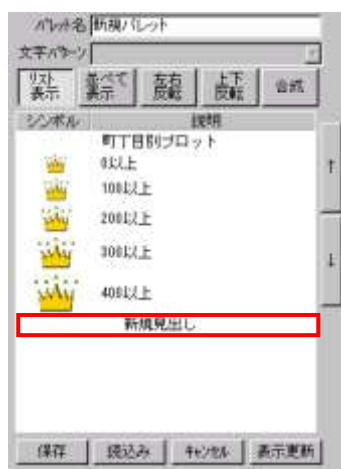 パレット名 新規パレット
文字パターン
リスト表示 並べて表示 左右反転 上下反転 合成
シンボル 説明
町丁目別プロット
0以上
100以上
200以上
300以上
400以上
新規見出し
↑
↓
保存 読込み キャンセル 表示更新